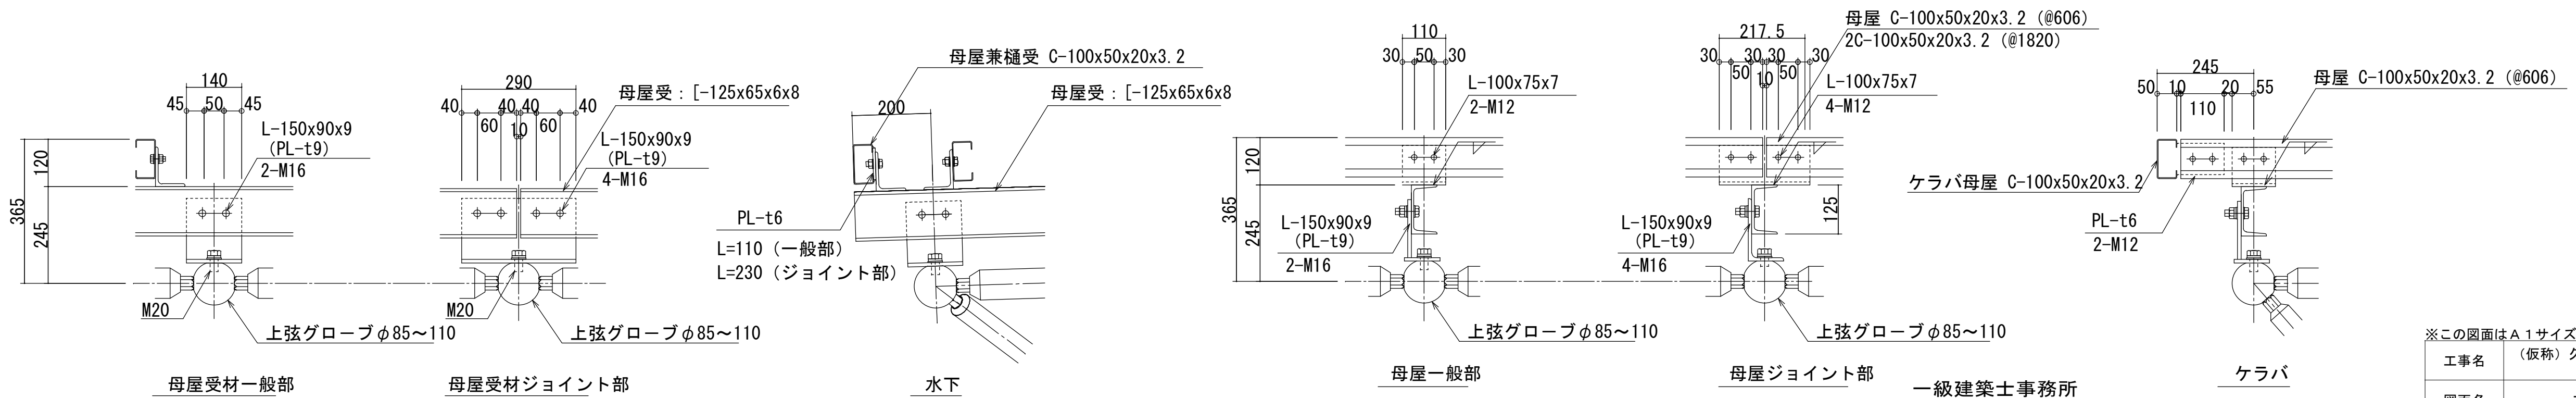 140
45
50
45
L-150x90x9
(PL-t9)
2-M16
365
120
245
M20
上弦グローブφ85〜110
母屋受材一般部
290
40
40
40
40
60
10
60
母屋受：[-125x65x6x8
L-150x90x9
(PL-t9)
4-M16
M20
上弦グローブφ85〜110
母屋受材ジョイント部
母屋兼樋受 C-100x50x20x3.2
200
母屋受：[-125x65x6x8
PL-t6
L=110（一般部）
L=230（ジョイント部）
水下
110
30
50
30
L-100x75x7
2-M12
365
120
245
L-150x90x9
(PL-t9)
2-M16
上弦グローブφ85〜110
母屋一般部
母屋 C-100x50x20x3.2 (@606)
2C-100x50x20x3.2 (@1820)
217.5
30
30
30
30
50
10
50
L-100x75x7
4-M12
125
L-150x90x9
(PL-t9)
4-M16
上弦グローブφ85〜110
母屋ジョイント部
一級建築士事務所
245
50
10
20
55
110
母屋 C-100x50x20x3.2 (@606)
ケラバ母屋 C-100x50x20x3.2
PL-t6
2-M12
ケラバ
※この図面はＡ１サイズ
工事名
（仮称）